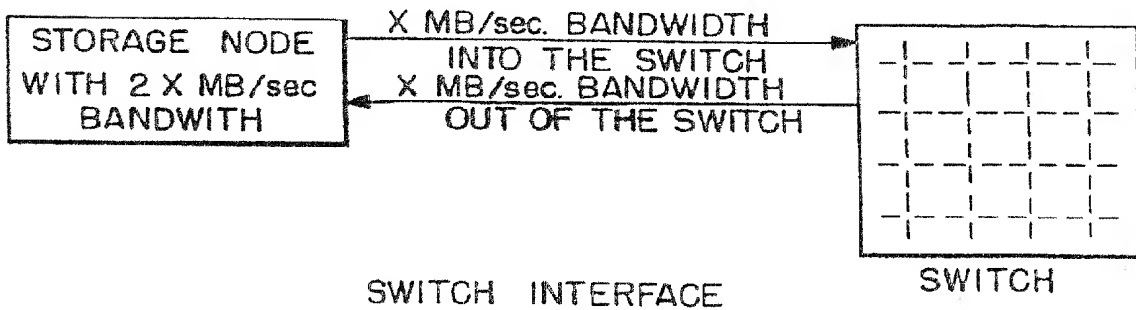 STORAGE NODE
WITH 2 X MB/sec
BANDWITH
X MB/sec. BANDWIDTH
INTO THE SWITCH
X MB/sec. BANDWIDTH
OUT OF THE SWITCH
SWITCH
SWITCH INTERFACE